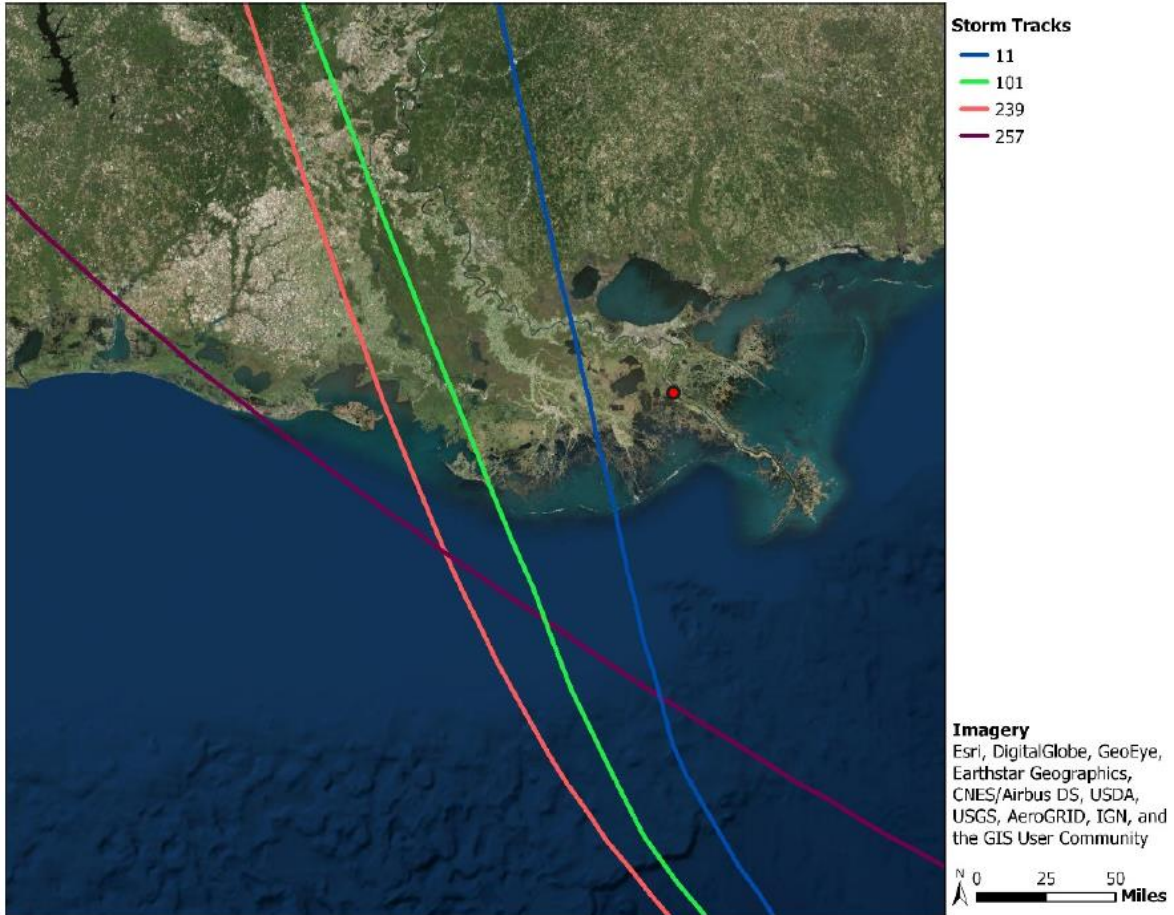 Storm Tracks
11
101
239
257
Imagery
Esri, DigitalGlobe, GeoEye,
Earthstar Geographics,
CNES/Airbus DS, USDA,
USGS, AeroGRID, IGN, and
the GIS User Community
N 0 25 50
Miles